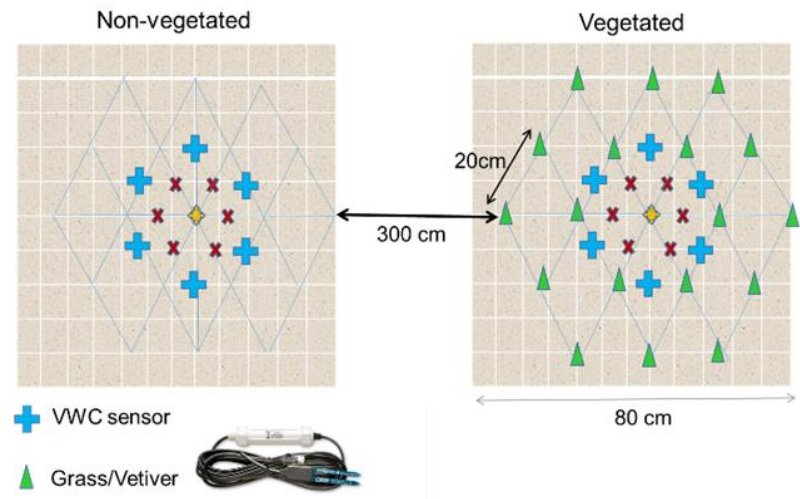 Non-vegetated
Vegetated
20cm
300 cm
80 cm
VWC sensor
Grass/Vetiver